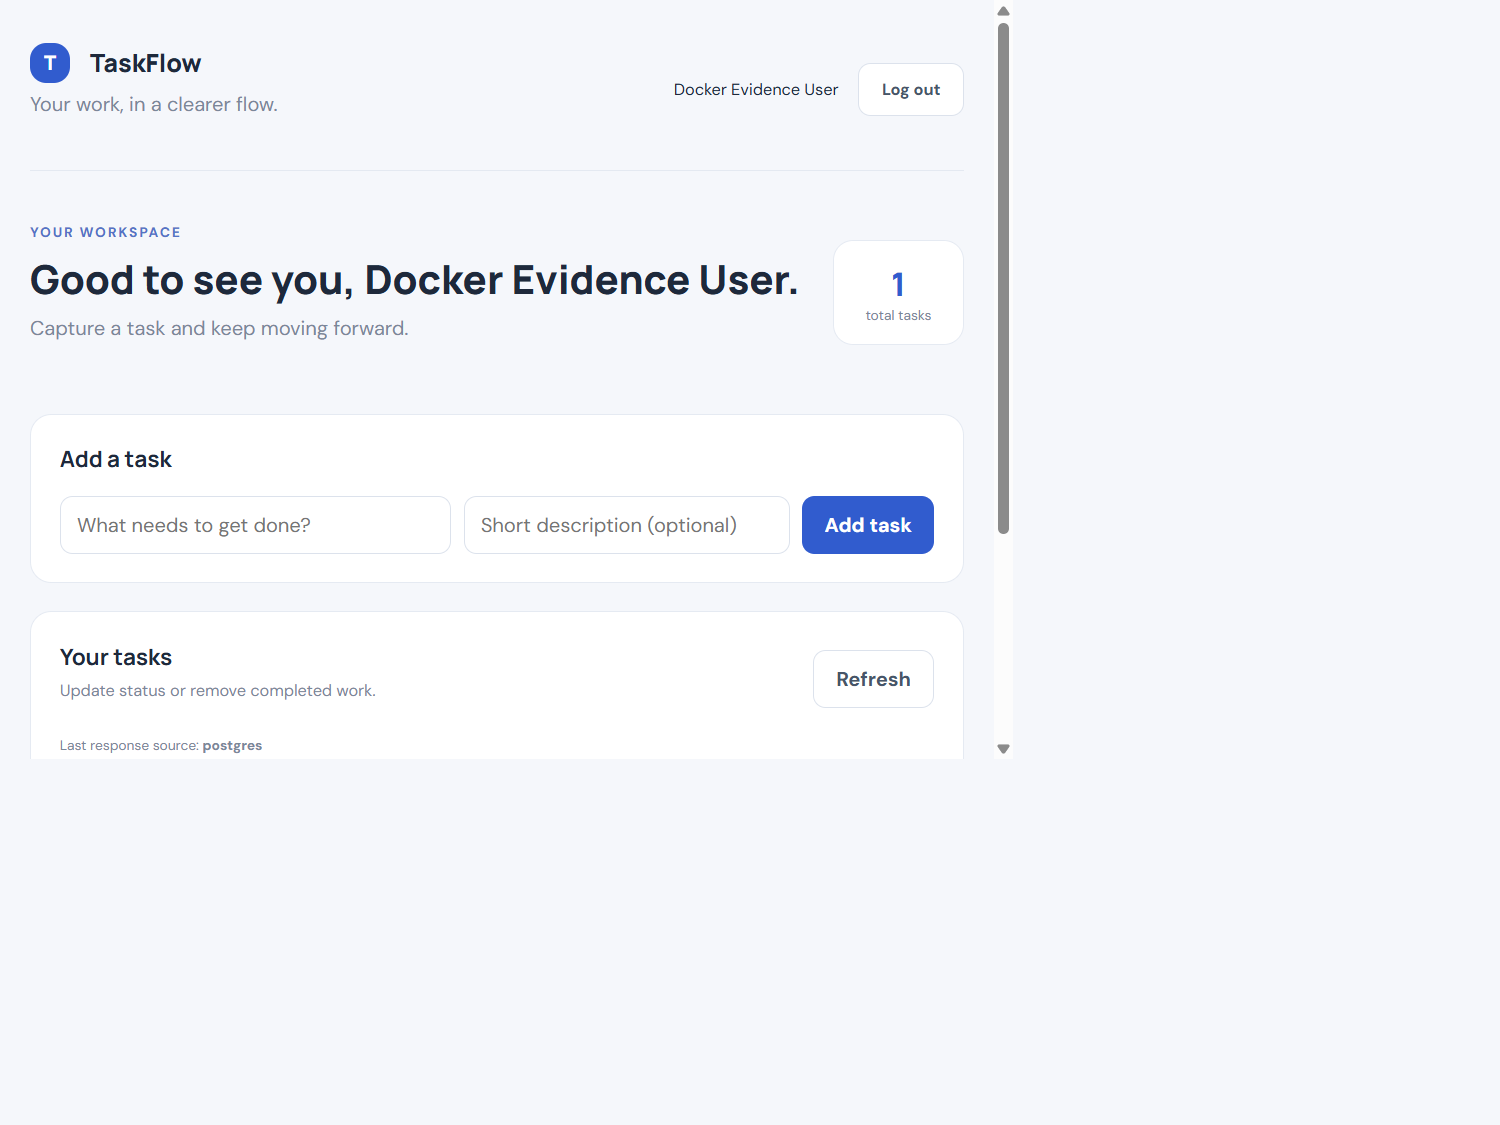 T TaskFlow
Your work, in a clearer flow.
Docker Evidence User
Log out
YOUR WORKSPACE
Good to see you, Docker Evidence User.
Capture a task and keep moving forward.
1
total tasks
Add a task
What needs to get done?
Short description (optional)
Add task
Your tasks
Update status or remove completed work.
Refresh
Last response source: postgres